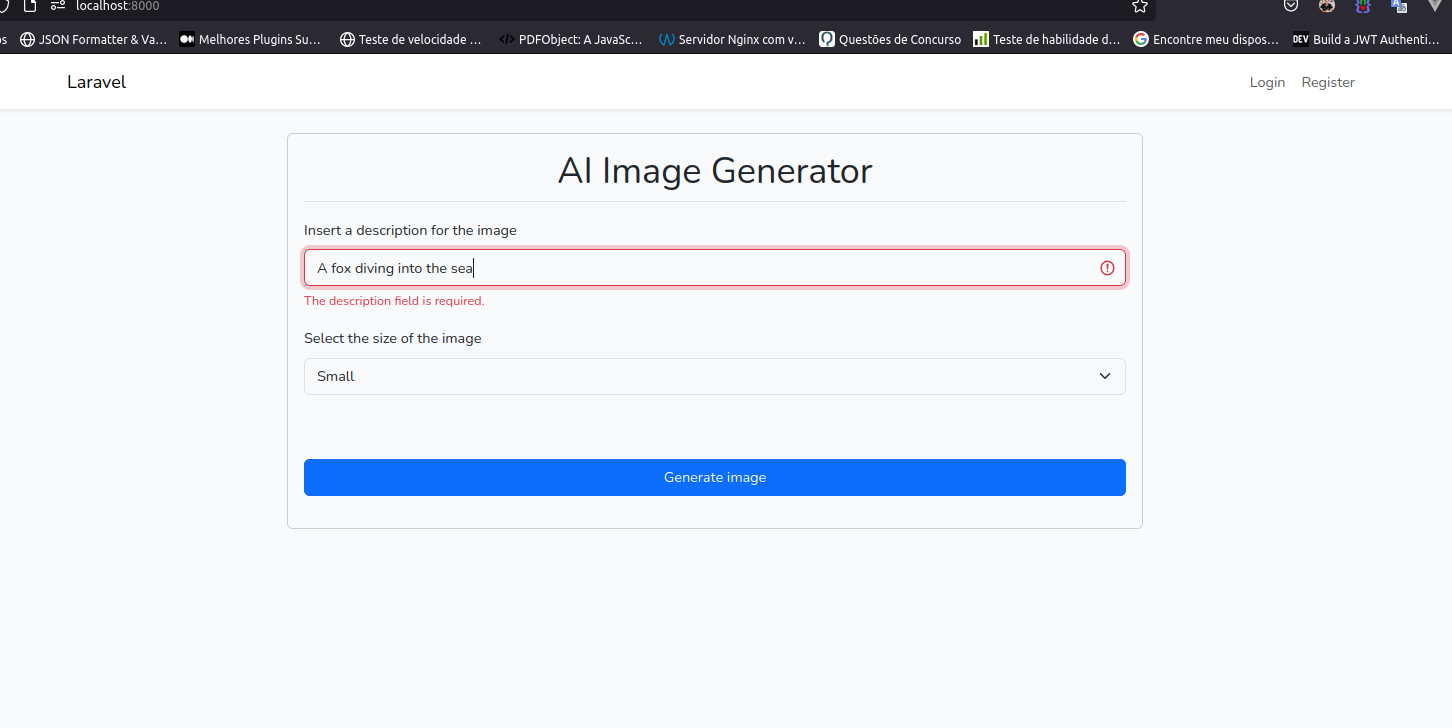 localhost:8000
os JSON Formatter & Va... Melhores Plugins Su... Teste de velocidade ... PDFObject: A JavaSc... Servidor Nginx com v... Questões de Concurso Teste de habilidade d... Encontre meu dispos... DEV Build a JWT Authenti...
Laravel Login Register
AI Image Generator
Insert a description for the image
A fox diving into the sea
The description field is required.
Select the size of the image
Small
Generate image